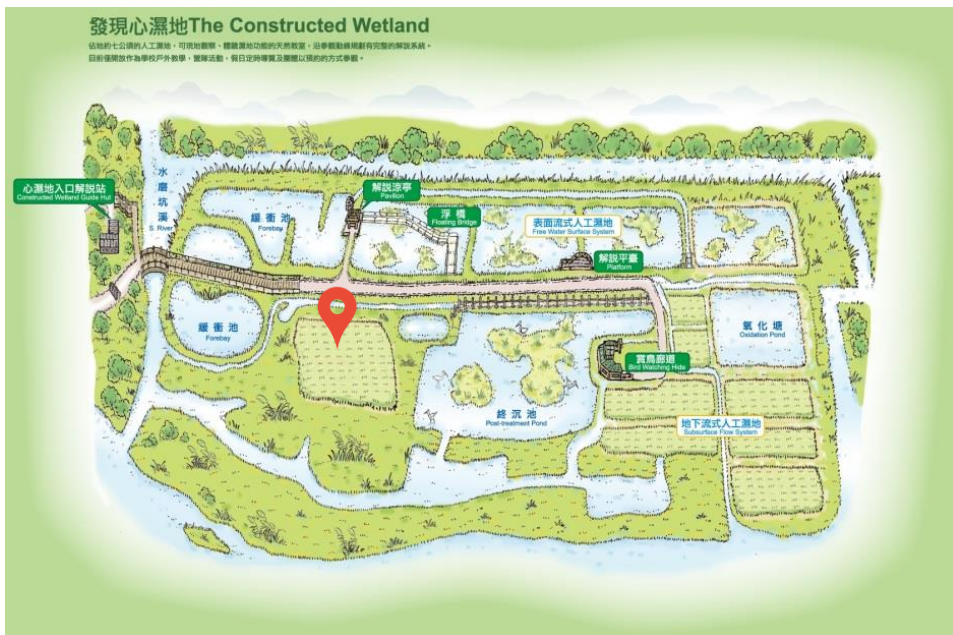 發現心濕地The Constructed Wetland
佔地約七公頃的人工濕地，可現地觀察、體驗濕地功能的天然教室，沿參觀動線規劃有完整的解說系統。
目前僅開放作為學校戶外教學，營隊活動，假日定時導覽及團體以預約的方式參觀。
心濕地入口解說站
Constructed Wetland Guide Hut
水磨坑溪
S. River
緩衝池
Forebay
解說涼亭
Pavilion
浮橋
Floating Bridge
表面流式人工濕地
Free Water Surface System
解說平臺
Platform
緩衝池
Forebay
氧化塘
Oxidation Pond
賞鳥廊道
Bird Watching Hide
終沉池
Post-treatment Pond
地下流式人工濕地
Subsurface Flow System